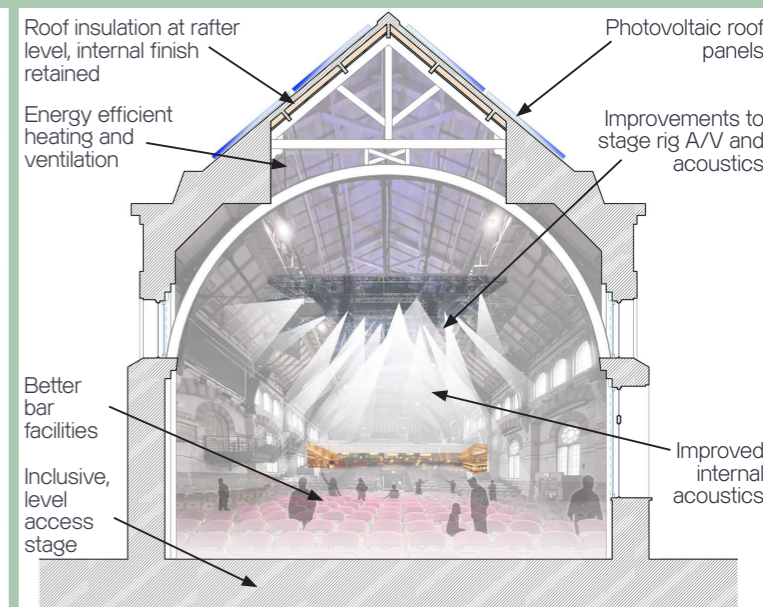 Roof insulation at rafter
level, internal finish
retained
Photovoltaic roof
panels
Energy efficient
heating and
ventilation
Improvements to
stage rig A/V and
acoustics
Better
bar
facilities
Improved
internal
acoustics
Inclusive,
level
access
stage